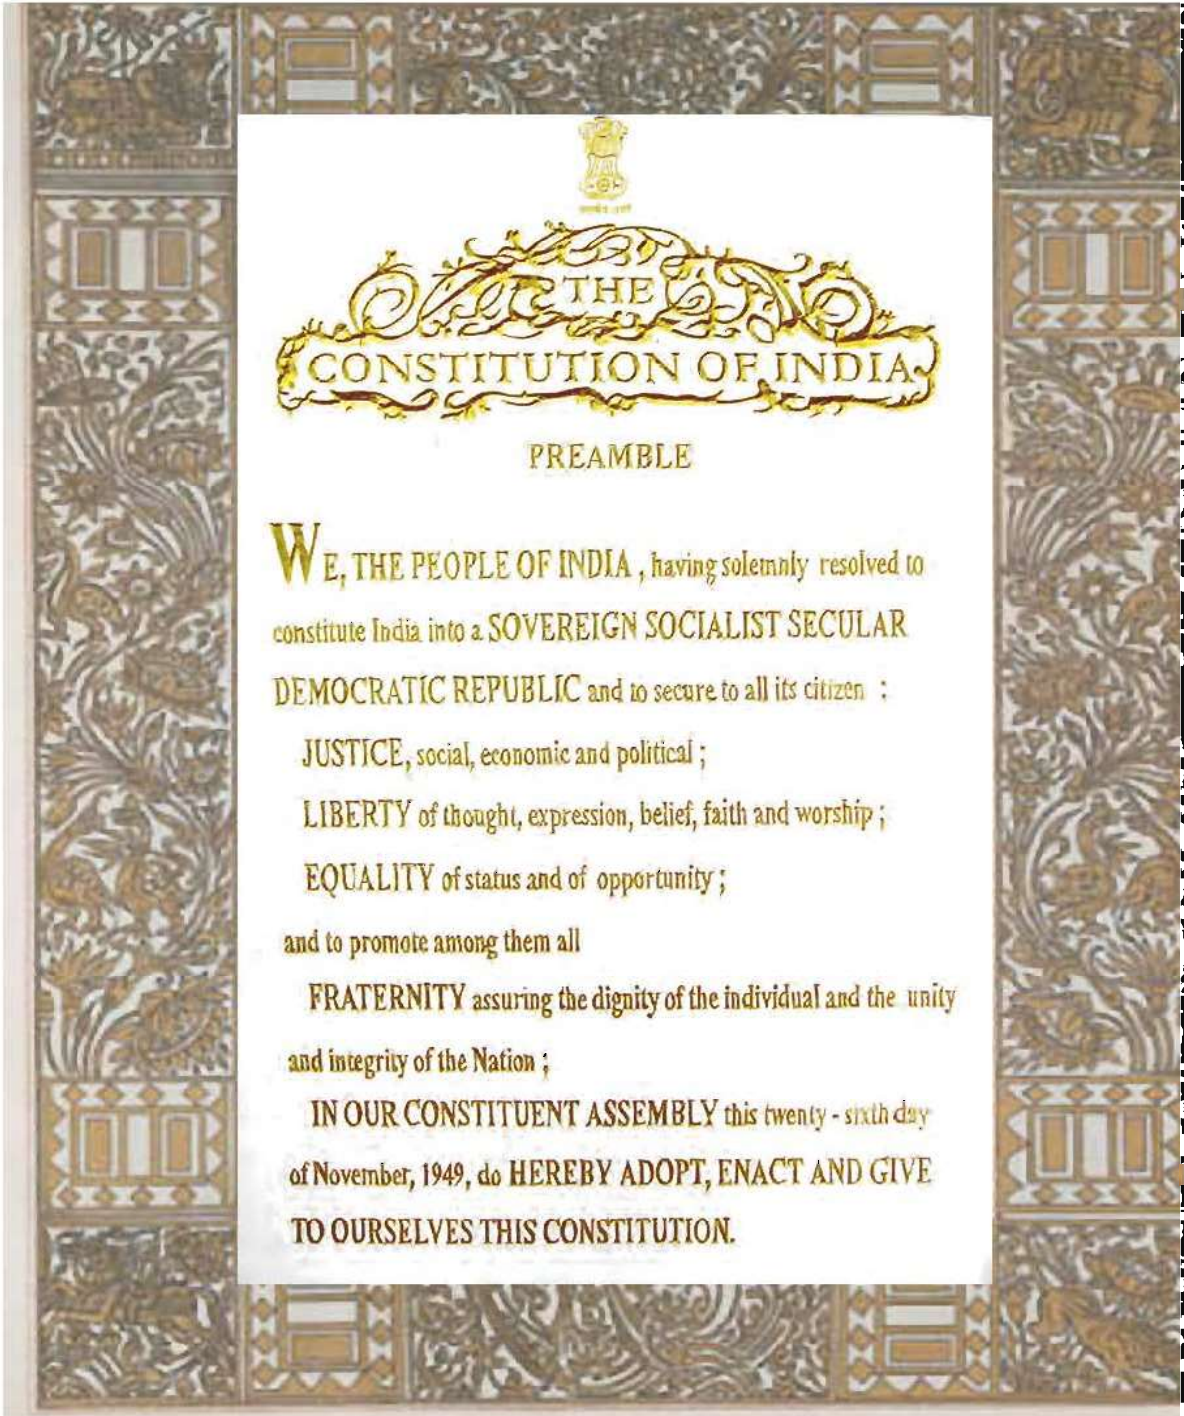 THE
CONSTITUTION OF INDIA
PREAMBLE
WE, THE PEOPLE OF INDIA , having solemnly resolved to
constitute India into a SOVEREIGN SOCIALIST SECULAR
DEMOCRATIC REPUBLIC and to secure to all its citizen :
JUSTICE, social, economic and political ;
LIBERTY of thought, expression, belief, faith and worship ;
EQUALITY of status and of opportunity ;
and to promote among them all
FRATERNITY assuring the dignity of the individual and the unity
and integrity of the Nation ;
IN OUR CONSTITUENT ASSEMBLY this twenty - sixth day
of November, 1949, do HEREBY ADOPT, ENACT AND GIVE
TO OURSELVES THIS CONSTITUTION.